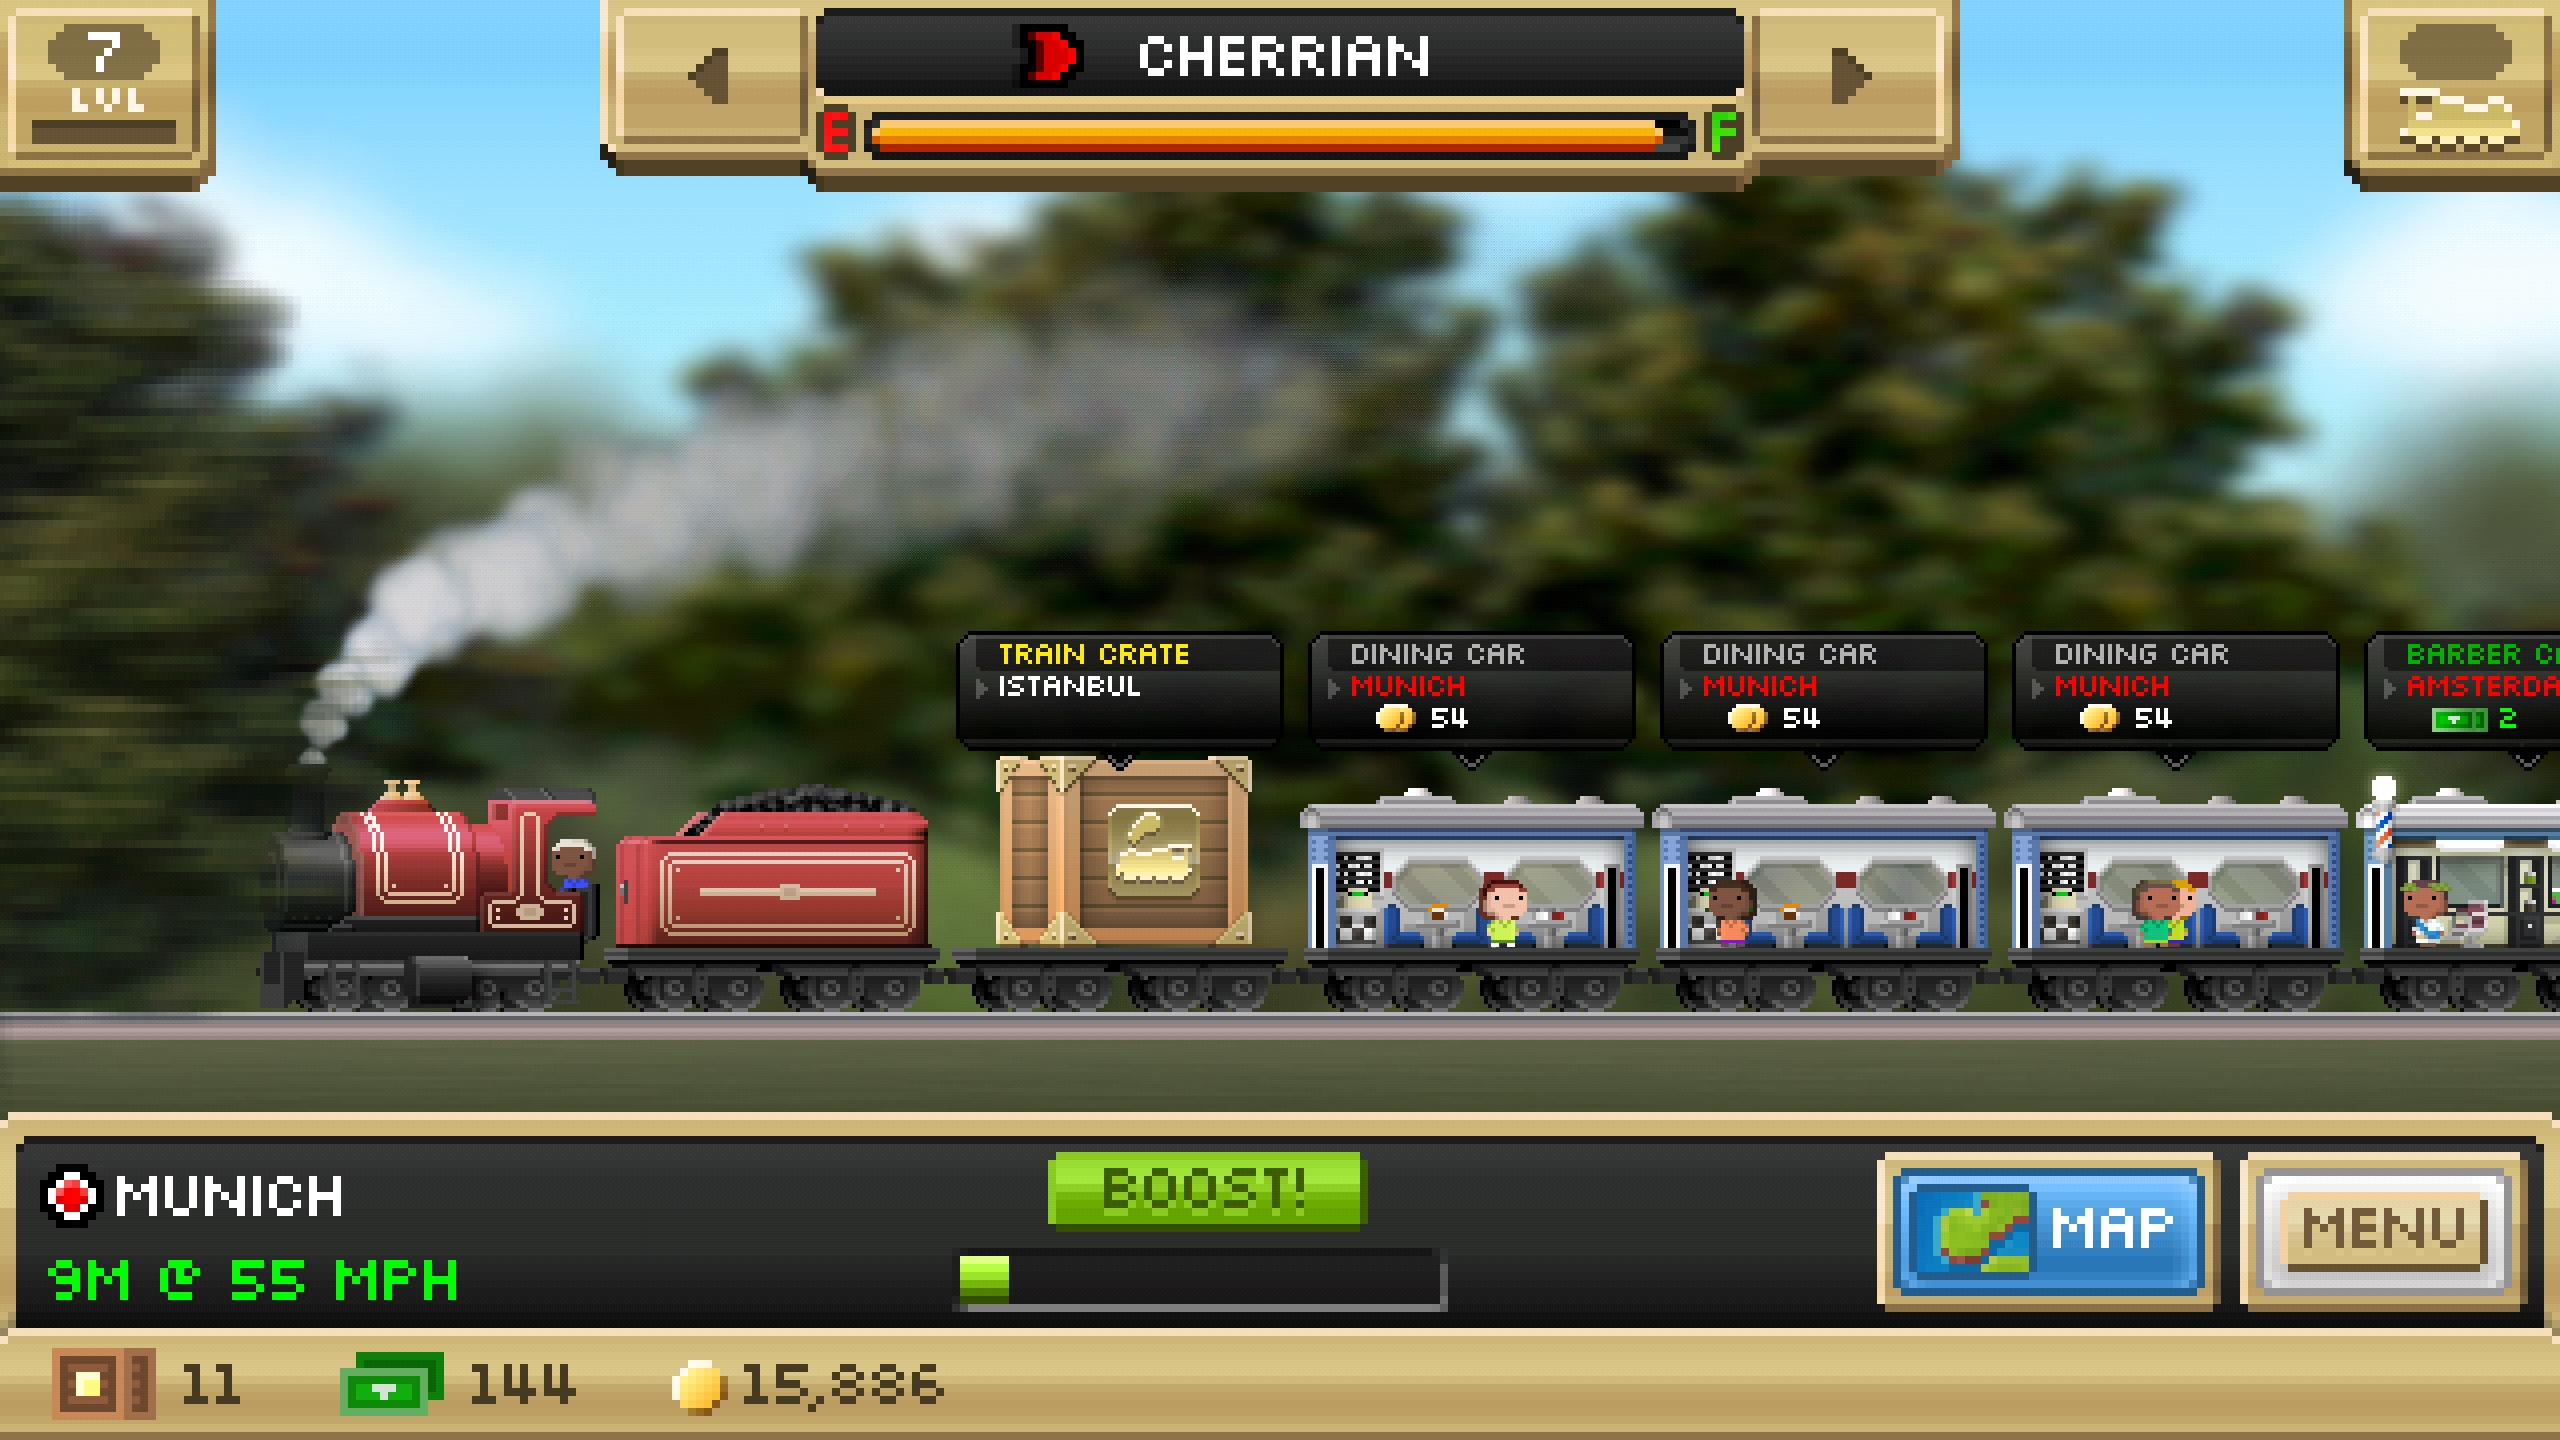 7
LVL
CHERRIAN
E
F
TRAIN CRATE
ISTANBUL
DINING CAR
MUNICH
54
DINING CAR
MUNICH
54
DINING CAR
MUNICH
54
BARBER
2
MUNICH
9M @ 55 MPH
BOOST!
MAP
MENU
11
144
15,886